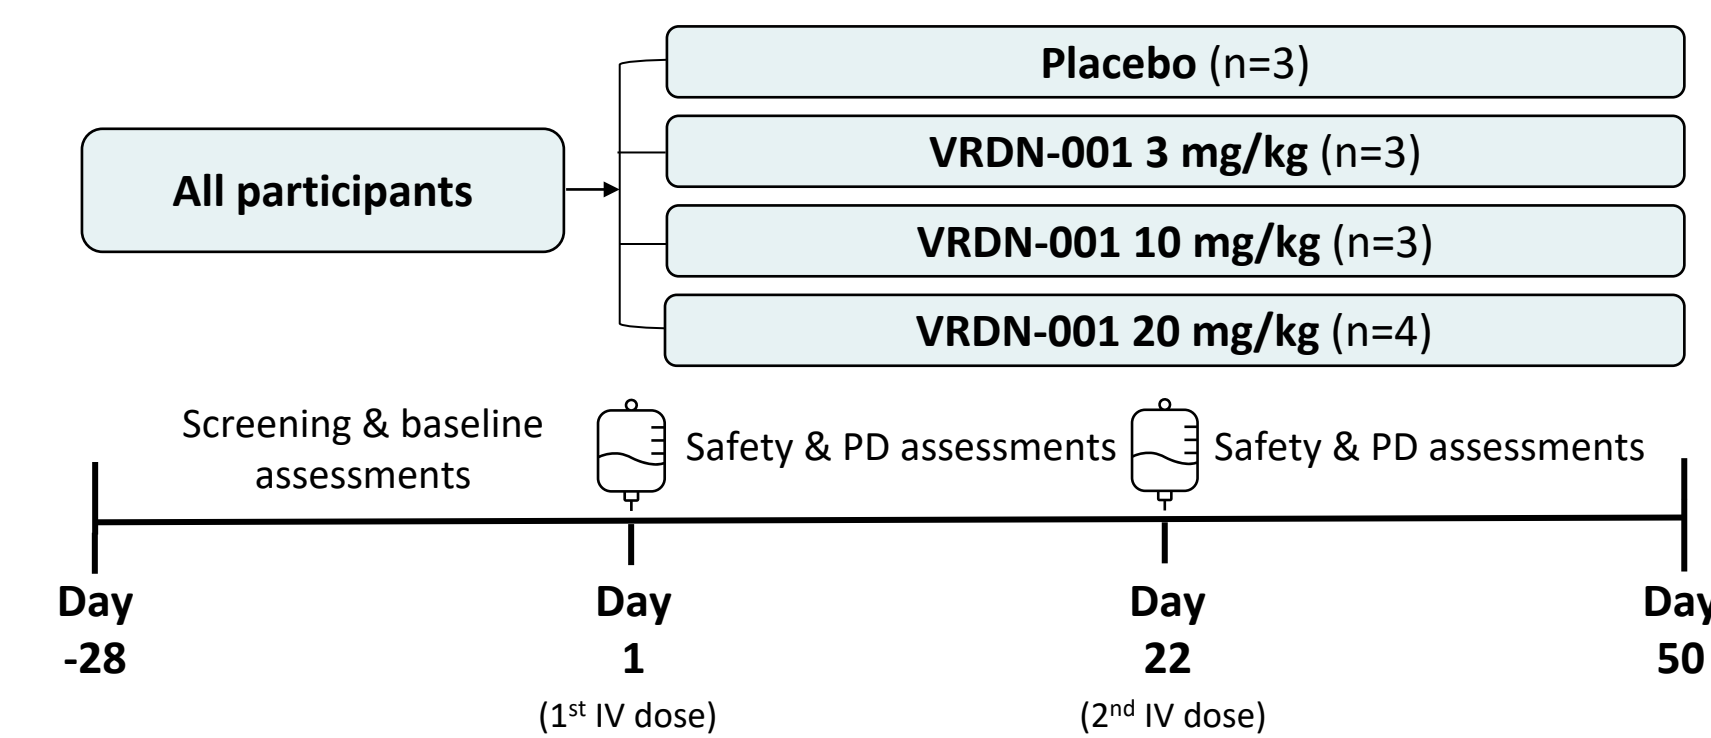 Placebo (n=3)
VRDN-001 3 mg/kg (n=3)
All participants
VRDN-001 10 mg/kg (n=3)
VRDN-001 20 mg/kg (n=4)
Screening & baseline
assessments
Safety & PD assessments
Safety & PD assessments
Day
-28
Day
1
(1st IV dose)
Day
22
(2nd IV dose)
Day
50